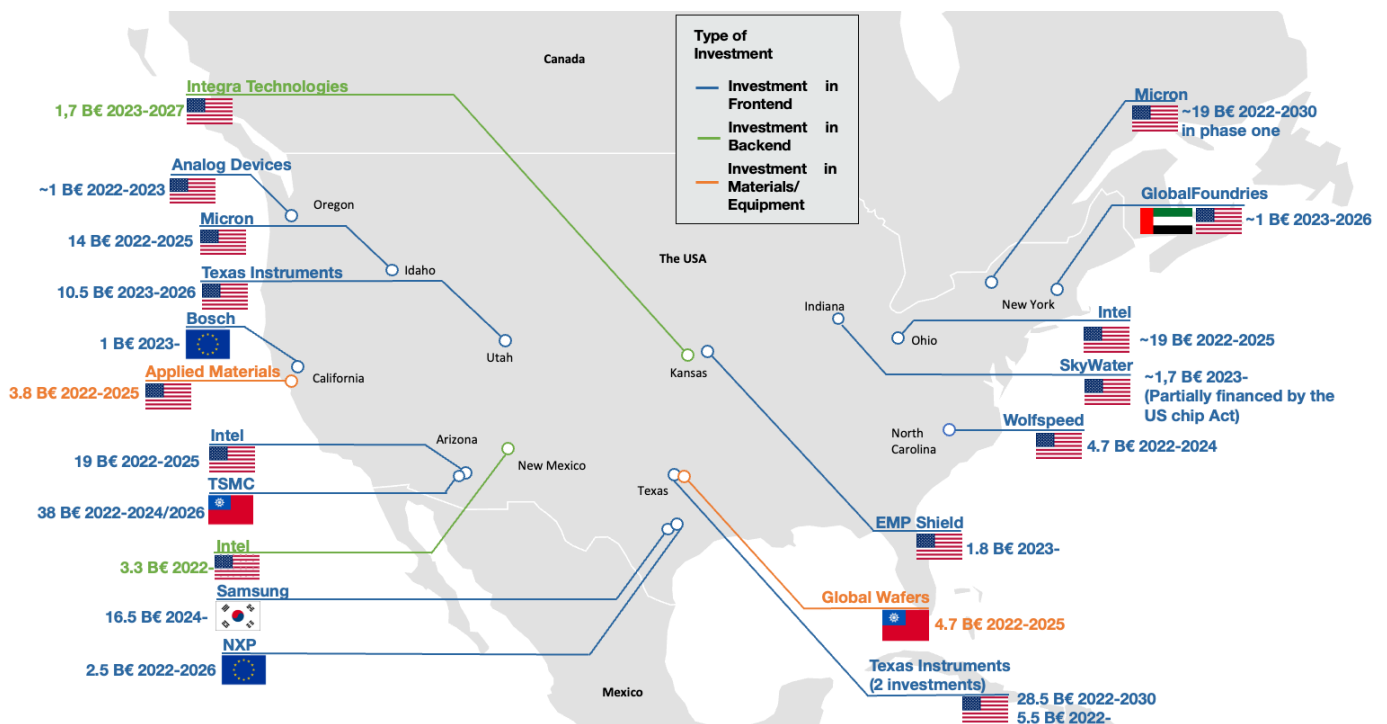 Type of
Investment
Investment in
Frontend
Investment in
Backend
Investment in
Materials/
Equipment
Canada
The USA
Mexico
Integra Technologies
1,7 B€ 2023-2027
Analog Devices
~1 B€ 2022-2023
Oregon
Micron
14 B€ 2022-2025
Idaho
Texas Instruments
10.5 B€ 2023-2026
Utah
Bosch
1 B€ 2023-
California
Applied Materials
3.8 B€ 2022-2025
Intel
19 B€ 2022-2025
Arizona
TSMC
38 B€ 2022-2024/2026
New Mexico
Intel
3.3 B€ 2022-
Samsung
16.5 B€ 2024-
NXP
2.5 B€ 2022-2026
Kansas
Texas
Micron
~19 B€ 2022-2030
in phase one
GlobalFoundries
~1 B€ 2023-2026
New York
Indiana
Ohio
Intel
~19 B€ 2022-2025
SkyWater
~1,7 B€ 2023-
(Partially financed by the
US chip Act)
North
Carolina
Wolfspeed
4.7 B€ 2022-2024
EMP Shield
1.8 B€ 2023-
Global Wafers
4.7 B€ 2022-2025
Texas Instruments
(2 investments)
28.5 B€ 2022-2030
5.5 B€ 2022-